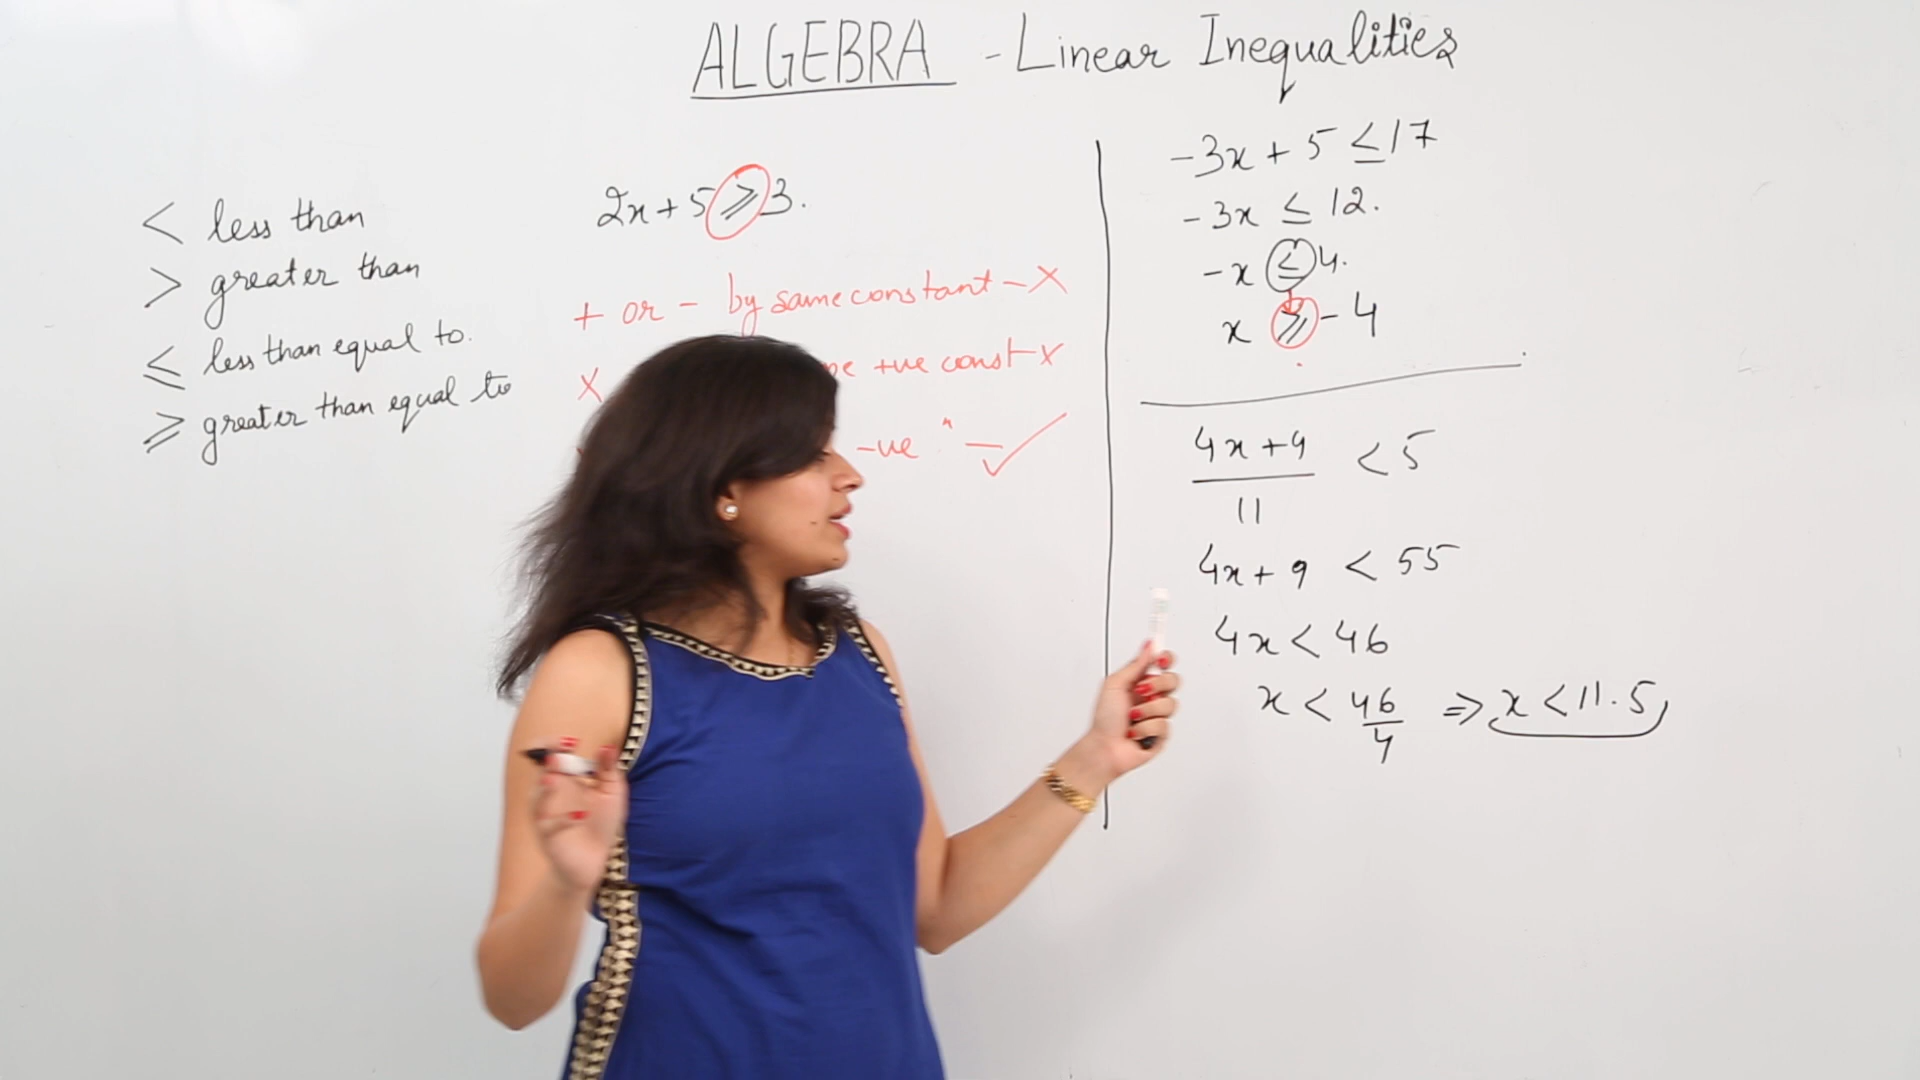 ALGEBRA - Linear Inequalities
< less than
> greater than
≤ less than equal to.
≥ greater than equal to
2x + 5 ≥ 3.
+ or - by same constant - X
X +ve const X
-ve " - ✓
-3x + 5 ≤ 17
-3x ≤ 12.
-x ≤ 4.
x ≥ -4
4x + 9
11
< 5
4x + 9 < 55
4x < 46
x < 46/4 ⇒ x < 11.5